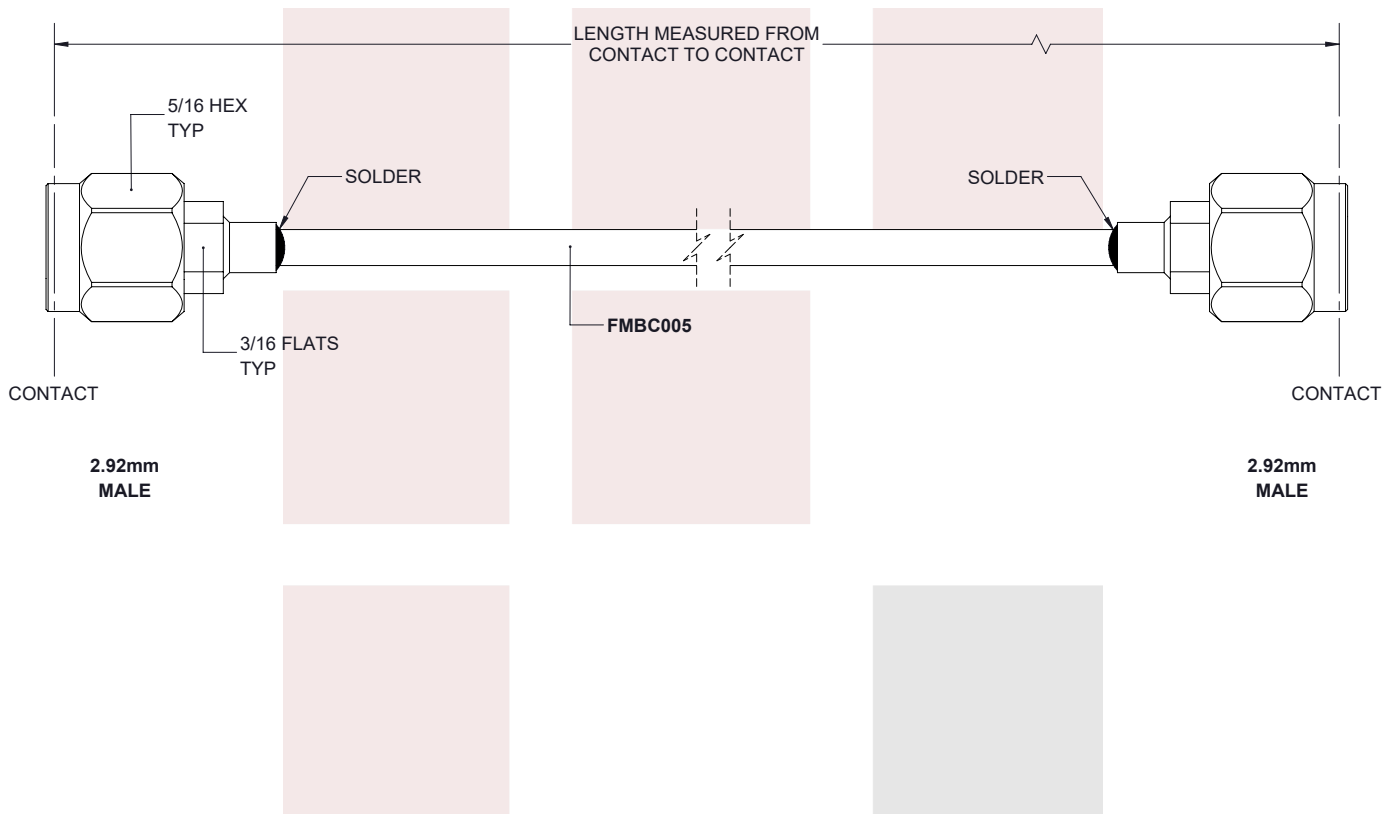 LENGTH MEASURED FROM
CONTACT TO CONTACT
5/16 HEX
TYP
SOLDER
SOLDER
FMBC005
3/16 FLATS
TYP
CONTACT
CONTACT
2.92mm
MALE
2.92mm
MALE